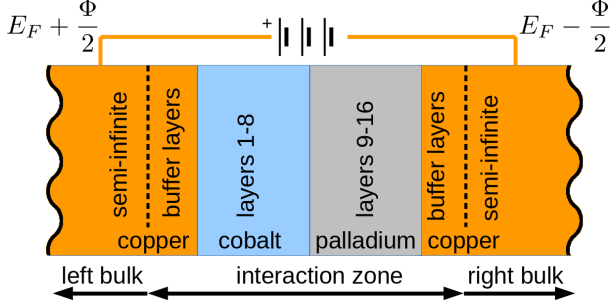 E_F + Φ/2
+
E_F − Φ/2
semi-infinite
buffer layers
layers 1-8
layers 9-16
buffer layers
semi-infinite
copper
cobalt
palladium
copper
left bulk
interaction zone
right bulk